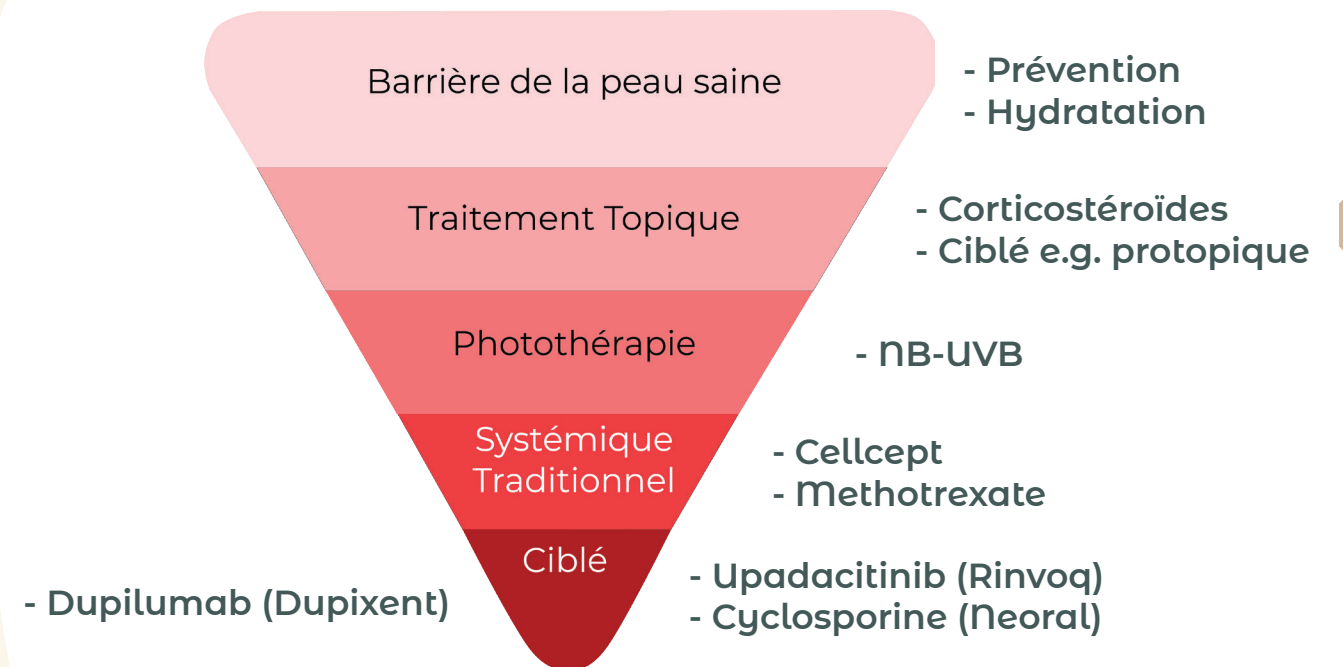 Barrière de la peau saine
- Prévention
- Hydratation
Traitement Topique
- Corticostéroïdes
- Ciblé e.g. protopique
Photothérapie
- NB-UVB
Systémique
Traditionnel
- Cellcept
- Methotrexate
Ciblé
- Dupilumab (Dupixent)
- Upadacitinib (Rinvoq)
- Cyclosporine (Neoral)